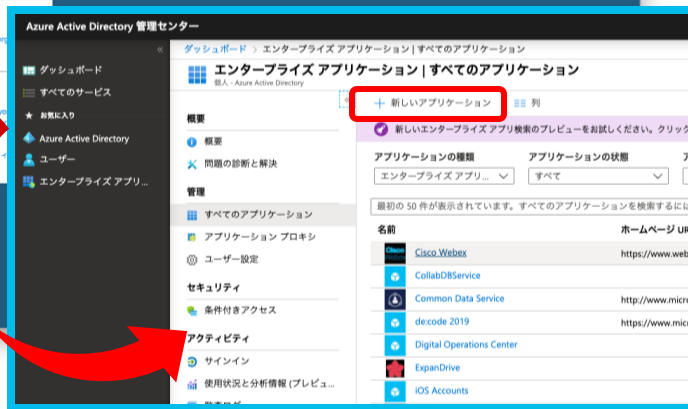 Azure Active Directory 管理センター
«
ダッシュボード
すべてのサービス
お気に入り
Azure Active Directory
ユーザー
エンタープライズ アプリ...
ダッシュボード > エンタープライズ アプリケーション | すべてのアプリケーション
エンタープライズ アプリケーション | すべてのアプリケーション
個人 - Azure Active Directory
«
概要
概要
問題の診断と解決
管理
すべてのアプリケーション
アプリケーション プロキシ
ユーザー設定
セキュリティ
条件付きアクセス
アクティビティ
サインイン
使用状況と分析情報 (プレビュ...
監査ログ
+ 新しいアプリケーション
列
新しいエンタープライズ アプリ検索のプレビューをお試しください。クリック
アプリケーションの種類 アプリケーションの状態
エンタープライズ アプリ... すべて
最初の 50 件が表示されています。すべてのアプリケーションを検索するには
名前 ホームページ UR
Cisco Webex https://www.web
CollabDBService
Common Data Service http://www.micr
de:code 2019 https://www.micr
Digital Operations Center
ExpanDrive
iOS Accounts